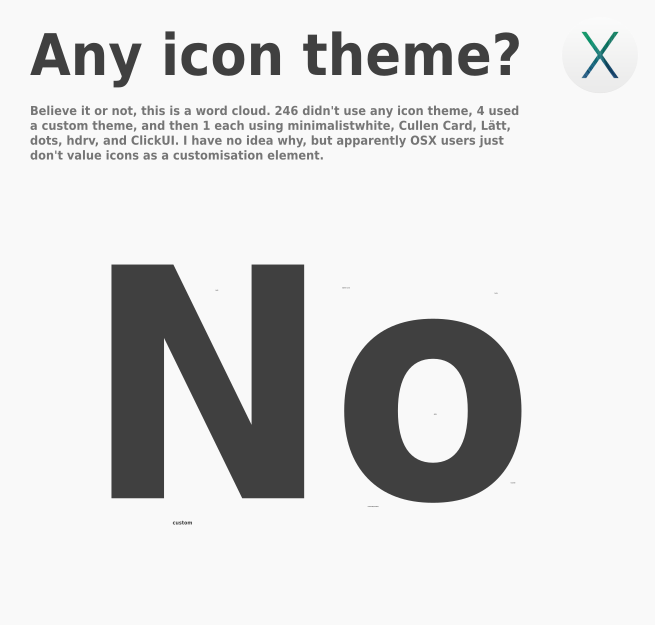 Any icon theme?
Believe it or not, this is a word cloud. 246 didn't use any icon theme, 4 used
a custom theme, and then 1 each using minimalistwhite, Cullen Card, Lätt,
dots, hdrv, and ClickUI. I have no idea why, but apparently OSX users just
don't value icons as a customisation element.
No
custom